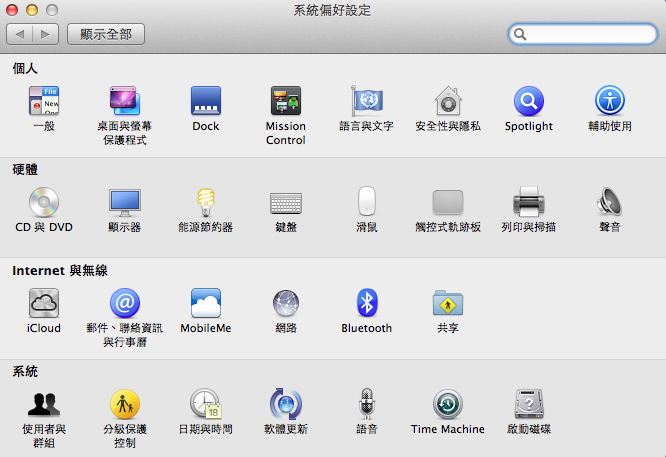 系統偏好設定
顯示全部
個人
一般
桌面與螢幕
保護程式
Dock
Mission
Control
語言與文字
安全性與隱私
Spotlight
輔助使用
硬體
CD 與 DVD
顯示器
能源節約器
鍵盤
滑鼠
觸控式軌跡板
列印與掃描
聲音
Internet 與無線
iCloud
郵件、聯絡資訊
與行事曆
MobileMe
網路
Bluetooth
共享
系統
使用者與
群組
分級保護
控制
日期與時間
軟體更新
語音
Time Machine
啟動磁碟
File
New
18